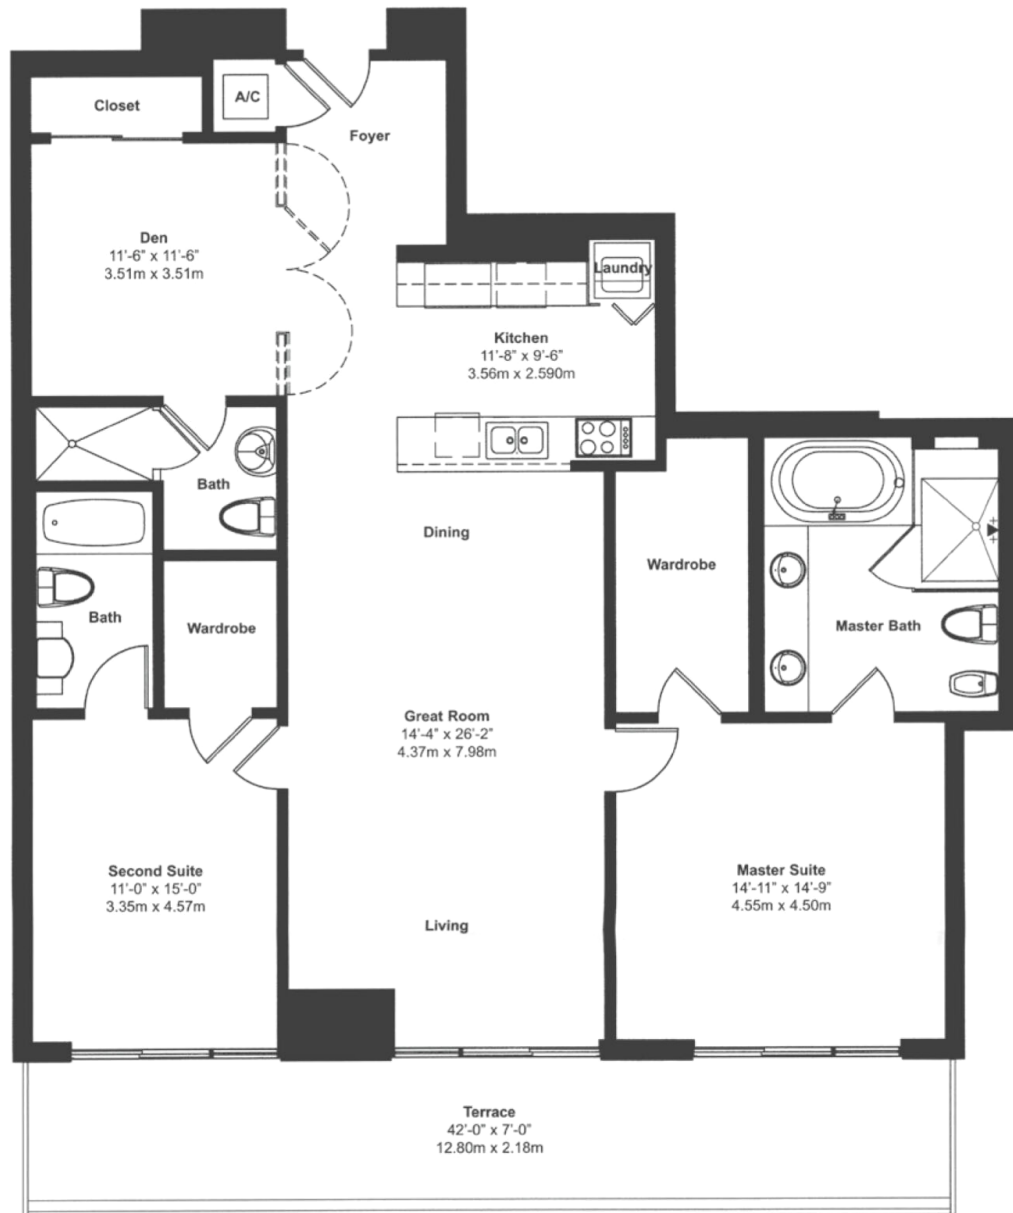 Closet
A/C
Foyer
Den
11'-6" x 11'-6"
3.51m x 3.51m
Laundry
Kitchen
11'-8" x 9'-6"
3.56m x 2.590m
Bath
Dining
Wardrobe
Bath
Wardrobe
Master Bath
Great Room
14'-4" x 26'-2"
4.37m x 7.98m
Second Suite
11'-0" x 15'-0"
3.35m x 4.57m
Master Suite
14'-11" x 14'-9"
4.55m x 4.50m
Living
Terrace
42'-0" x 7'-0"
12.80m x 2.18m